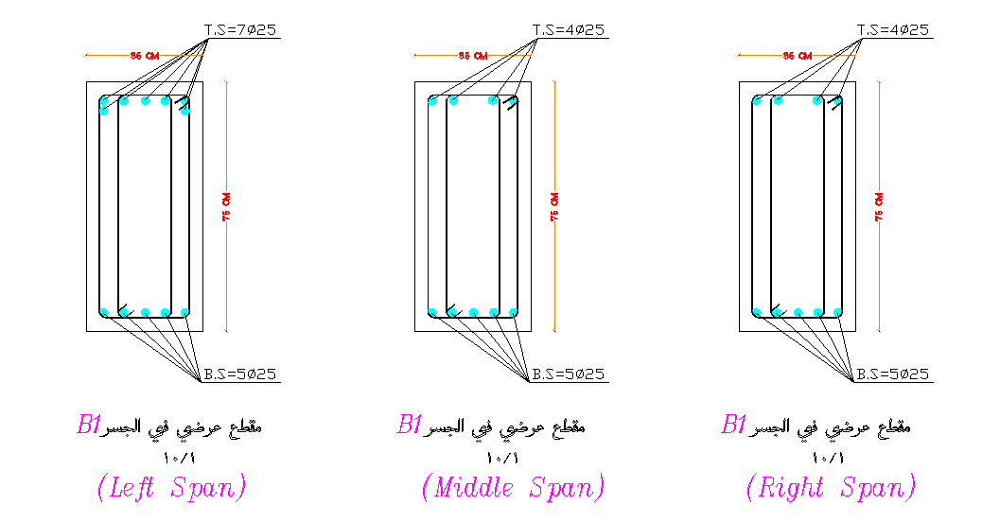 T.S=7Ø25
35 CM
75 CM
B.S=5Ø25
مقطع عرضي في الجسر B1
١٠/١
(Left Span)
T.S=4Ø25
35 CM
75 CM
B.S=5Ø25
مقطع عرضي في الجسر B1
١٠/١
(Middle Span)
T.S=4Ø25
35 CM
75 CM
B.S=5Ø25
مقطع عرضي في الجسر B1
١٠/١
(Right Span)